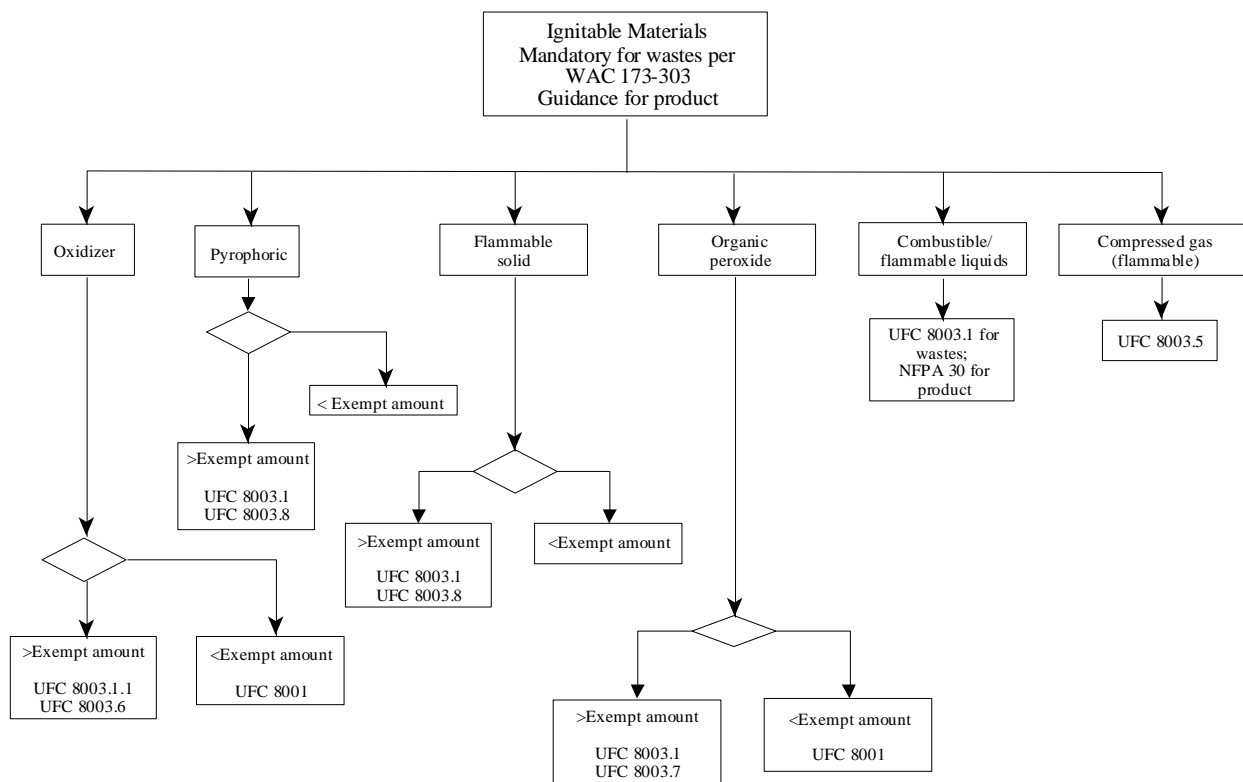 Ignitable Materials
Mandatory for wastes per
WAC 173-303
Guidance for product
Oxidizer
Pyrophoric
Flammable
solid
Organic
peroxide
Combustible/
flammable liquids
Compressed gas
(flammable)
UFC 8003.1 for
wastes;
NFPA 30 for
product
UFC 8003.5
< Exempt amount
>Exempt amount
UFC 8003.1
UFC 8003.8
>Exempt amount
UFC 8003.1
UFC 8003.8
<Exempt amount
>Exempt amount
UFC 8003.1.1
UFC 8003.6
<Exempt amount
UFC 8001
>Exempt amount
UFC 8003.1
UFC 8003.7
<Exempt amount
UFC 8001